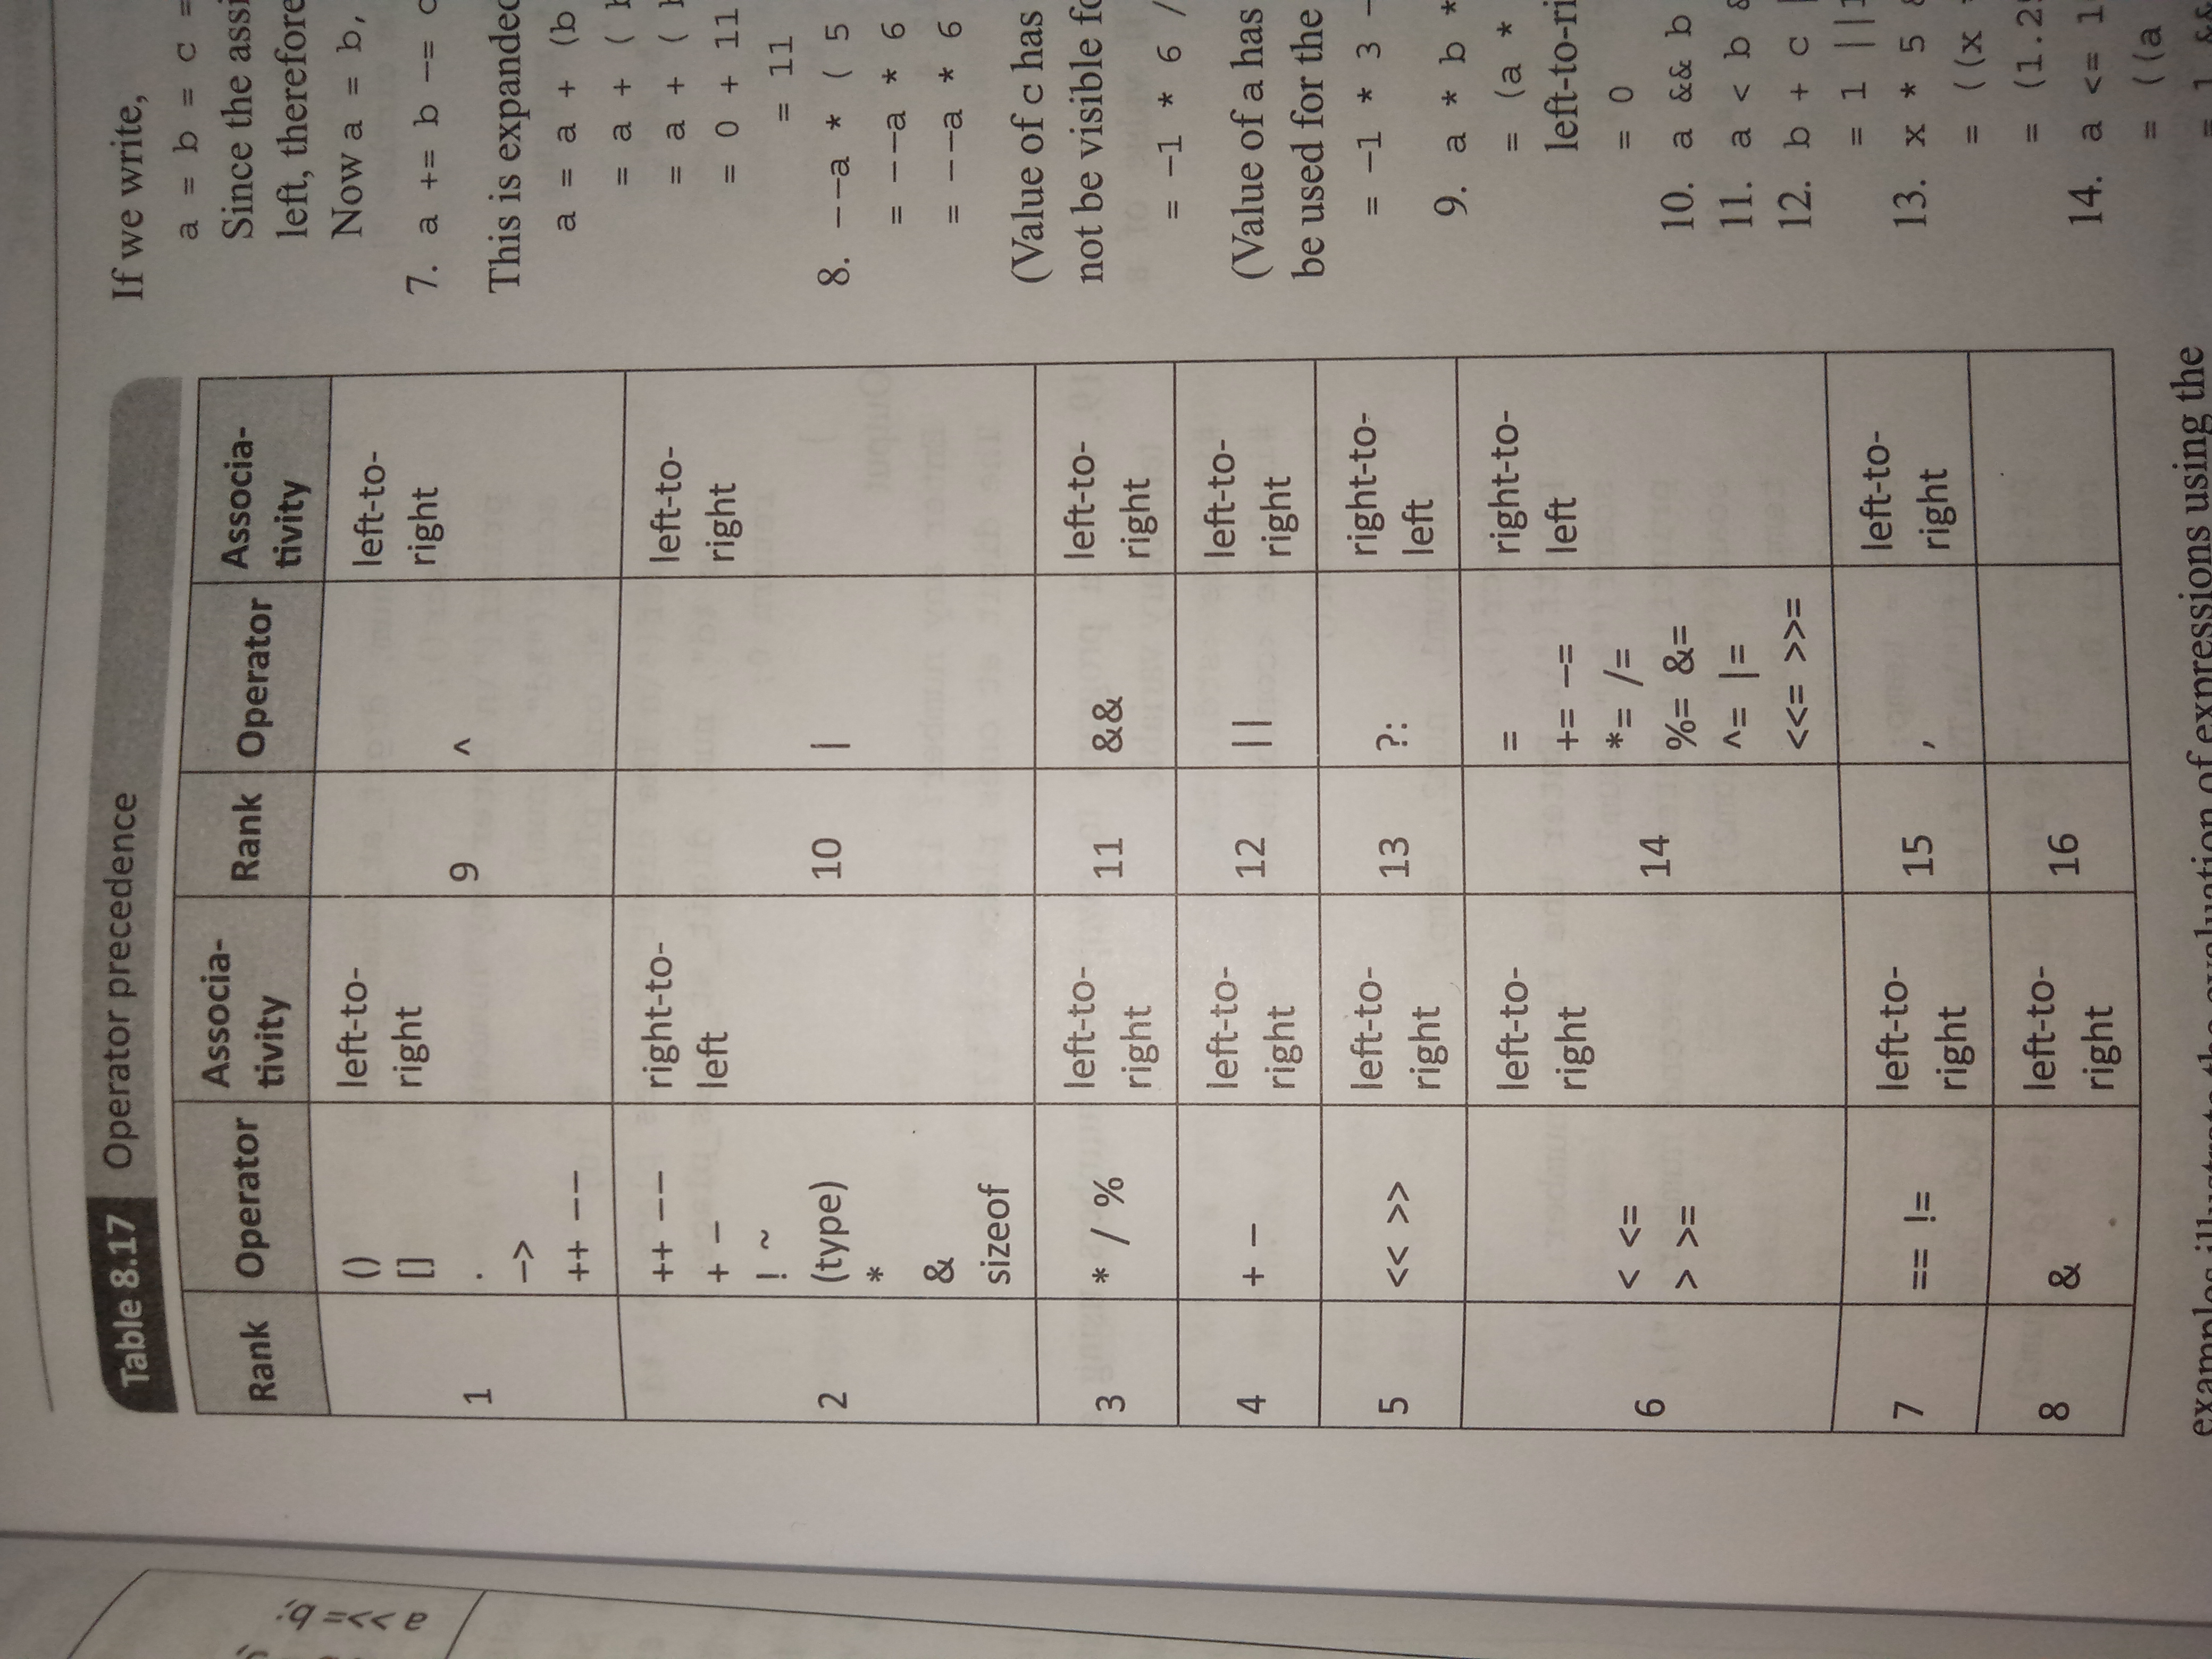 Table 8.17 Operator precedence
Rank Operator Associa- Rank Operator Associa-
tivity tivity
1 () left-to- 9 ^ left-to-
[] right right
.
−>
++ −−
2 ++ −− right-to- 10 | left-to-
+ − left right
! ~
(type)
*
&
sizeof
3 * / % left-to- 11 && left-to-
right right
4 + − left-to- 12 || left-to-
right right
5 << >> left-to- 13 ?: right-to-
right left
6 < <= left-to- 14 = right-to-
> >= right += −= left
*= /=
%= &=
^= |=
<<= >>=
7 == != left-to- 15 , left-to-
right right
8 & left-to- 16
right
examples illustrate the evaluation of expressions using the
If we write,
a = b = c =
Since the assi
left, therefore
Now a = b,
7. a += b −= c
This is expanded
a = a + (b
= a + (
= a + (
= 0 + 11
= 11
8. −−a * ( 5
= −−−a * 6
= −−−a * 6
(Value of c has
not be visible fo
= −1 * 6 /
(Value of a has
be used for the
= −1 * 3 −
9. a * b *
= (a *
left-to-ri
= 0
10. a && b
11. a < b &
12. b + c |
= 1 ||
13. x * 5 &
= ((x
= (1.25
14. a <= 1
= ((a
= 1 &&
a >>= b;